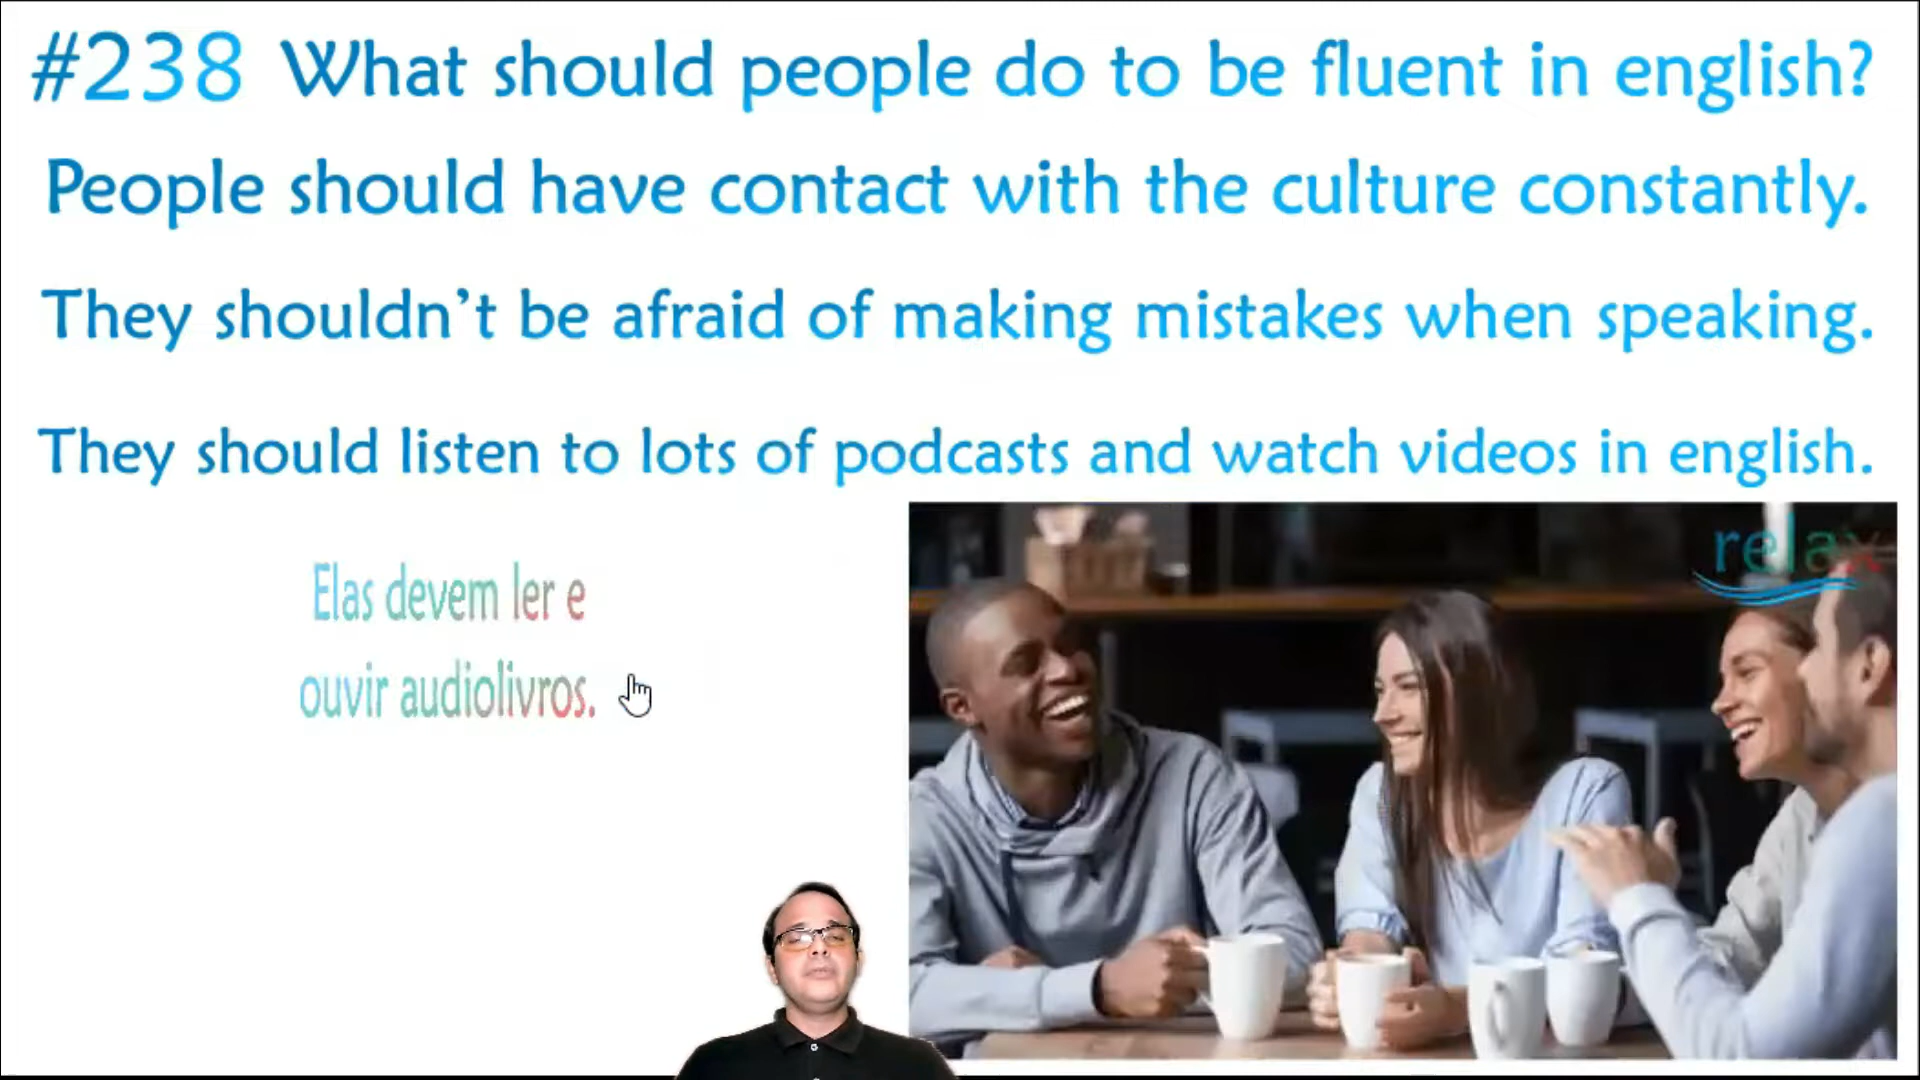 #238 What should people do to be fluent in english?
People should have contact with the culture constantly.
They shouldn't be afraid of making mistakes when speaking.
They should listen to lots of podcasts and watch videos in english.
Elas devem ler e
ouvir audiolivros.
relax